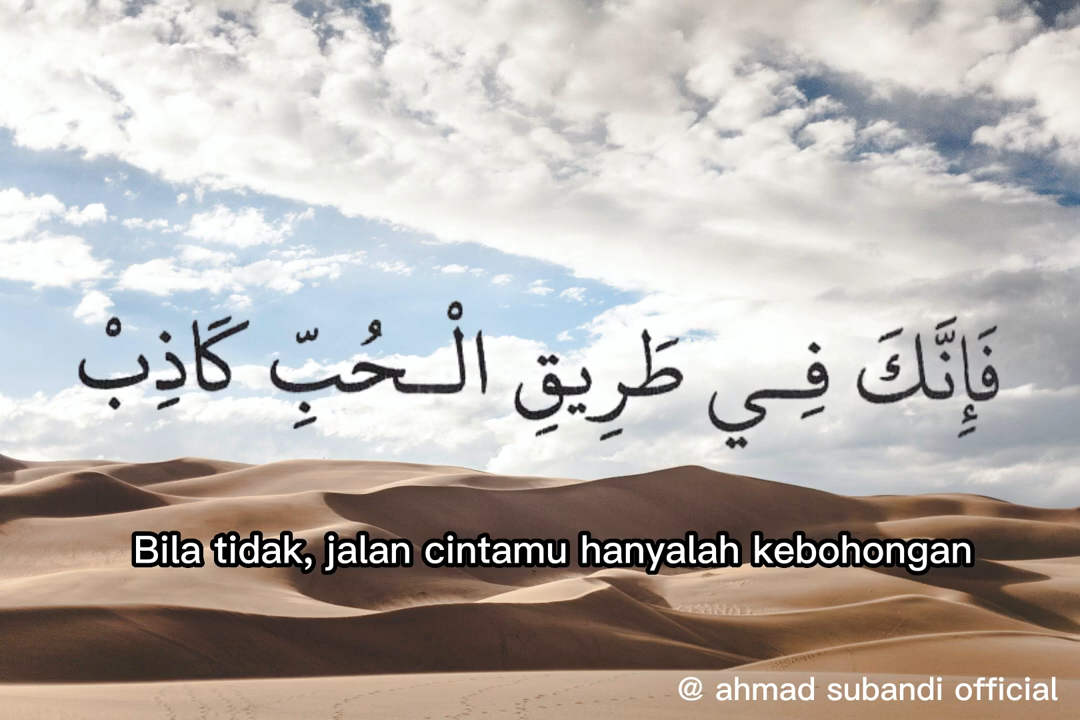 فَإِنَّكَ فِي طَرِيقِ الْحُبِّ كَاذِبْ
Bila tidak, jalan cintamu hanyalah kebohongan
@ ahmad subandi official